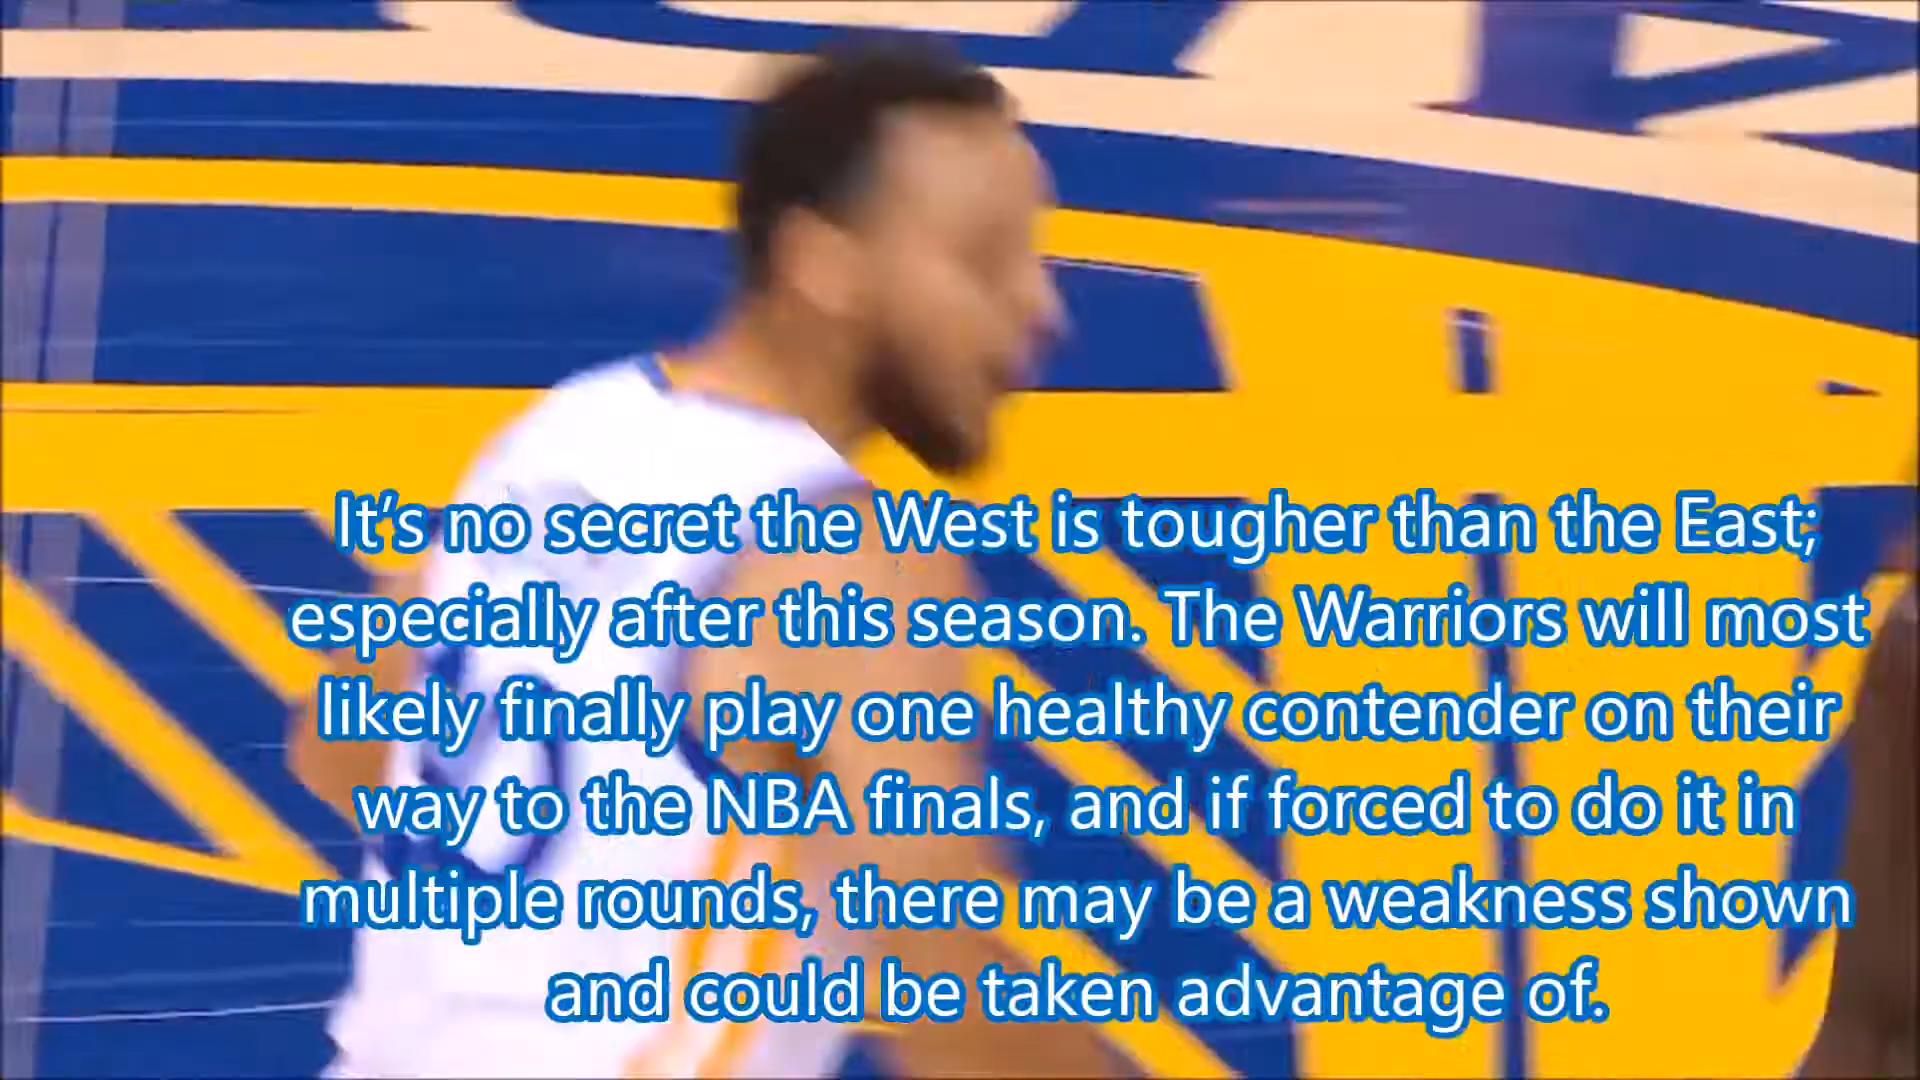 It’s no secret the West is tougher than the East;
especially after this season. The Warriors will most
likely finally play one healthy contender on their
way to the NBA finals, and if forced to do it in
multiple rounds, there may be a weakness shown
and could be taken advantage of.